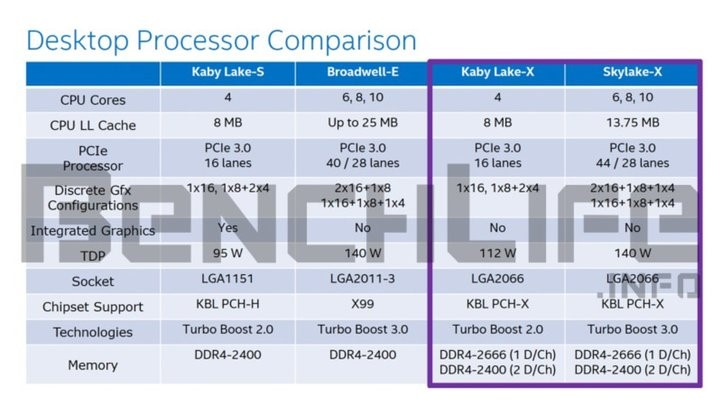 Desktop Processor Comparison
Kaby Lake-S Broadwell-E Kaby Lake-X Skylake-X
CPU Cores 4 6, 8, 10 4 6, 8, 10
CPU LL Cache 8 MB Up to 25 MB 8 MB 13.75 MB
PCIe PCIe 3.0 PCIe 3.0 PCIe 3.0 PCIe 3.0
Processor 16 lanes 40 / 28 lanes 16 lanes 44 / 28 lanes
Discrete Gfx 1x16, 1x8+2x4 2x16+1x8 1x16, 1x8+2x4 2x16+1x8+1x4
Configurations 1x16+1x8+1x4 1x16+1x8+1x4
Integrated Graphics Yes No No No
TDP 95 W 140 W 112 W 140 W
Socket LGA1151 LGA2011-3 LGA2066 LGA2066
Chipset Support KBL PCH-H X99 KBL PCH-X KBL PCH-X
Technologies Turbo Boost 2.0 Turbo Boost 3.0 Turbo Boost 2.0 Turbo Boost 3.0
Memory DDR4-2400 DDR4-2400 DDR4-2666 (1 D/Ch) DDR4-2666 (1 D/Ch)
DDR4-2400 (2 D/Ch) DDR4-2400 (2 D/Ch)
BENCHLIFE
.INFO